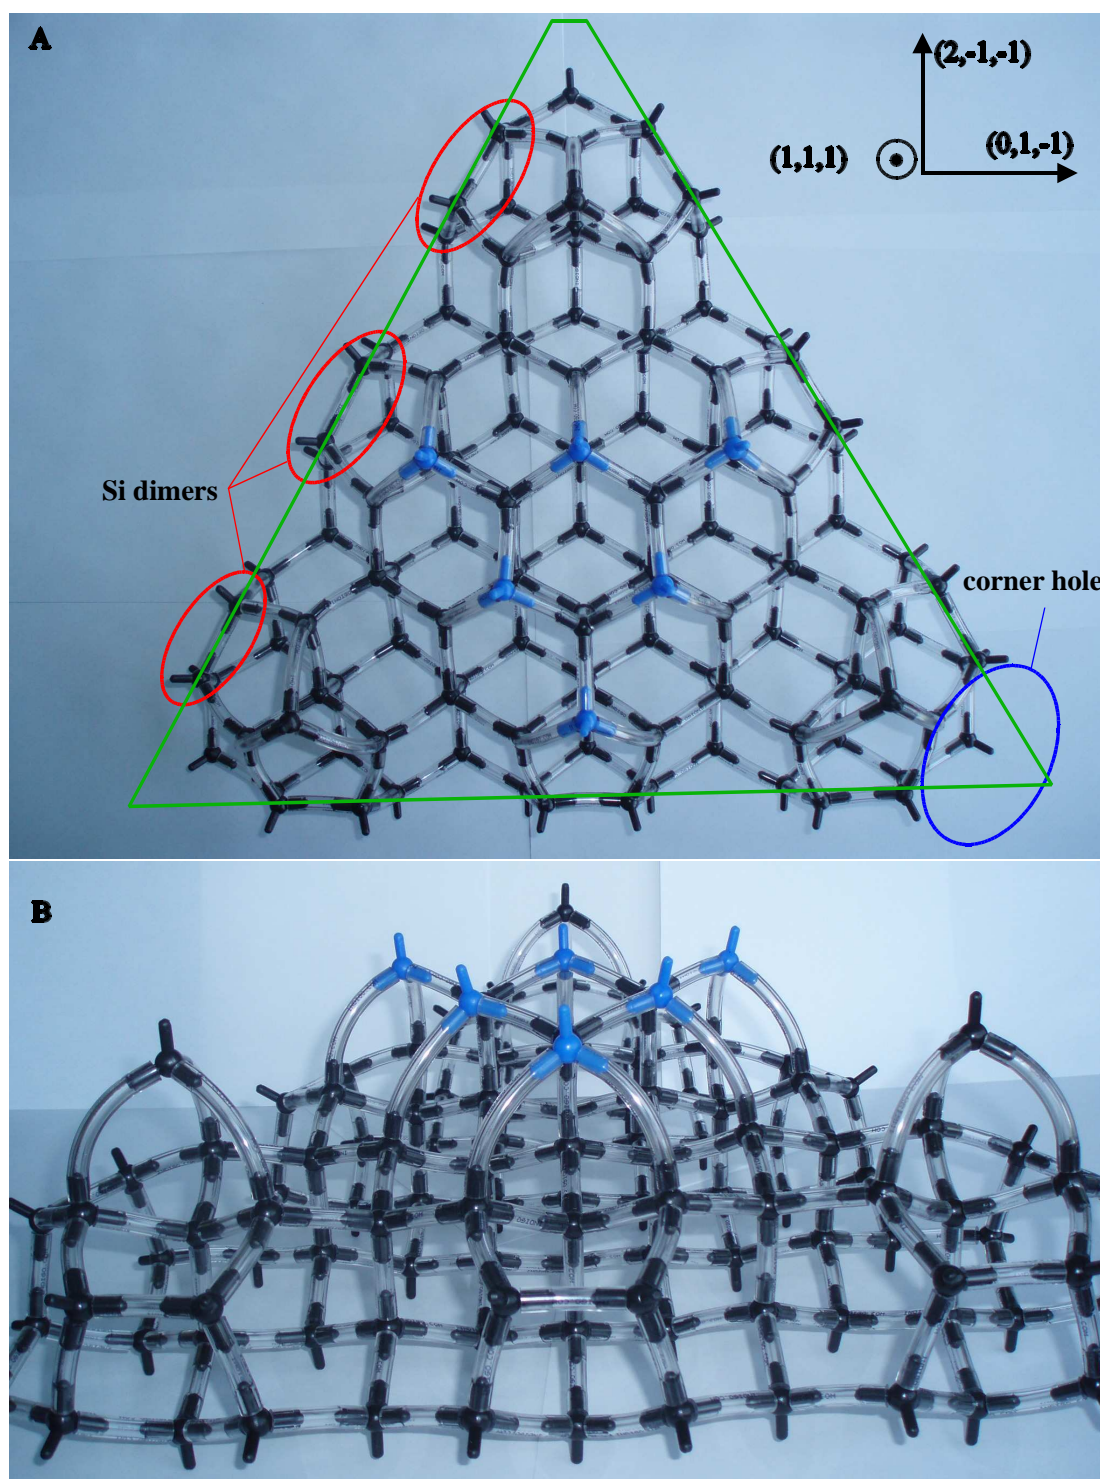 A
(2,-1,-1)
(1,1,1)
(0,1,-1)
Si dimers
corner hole
B